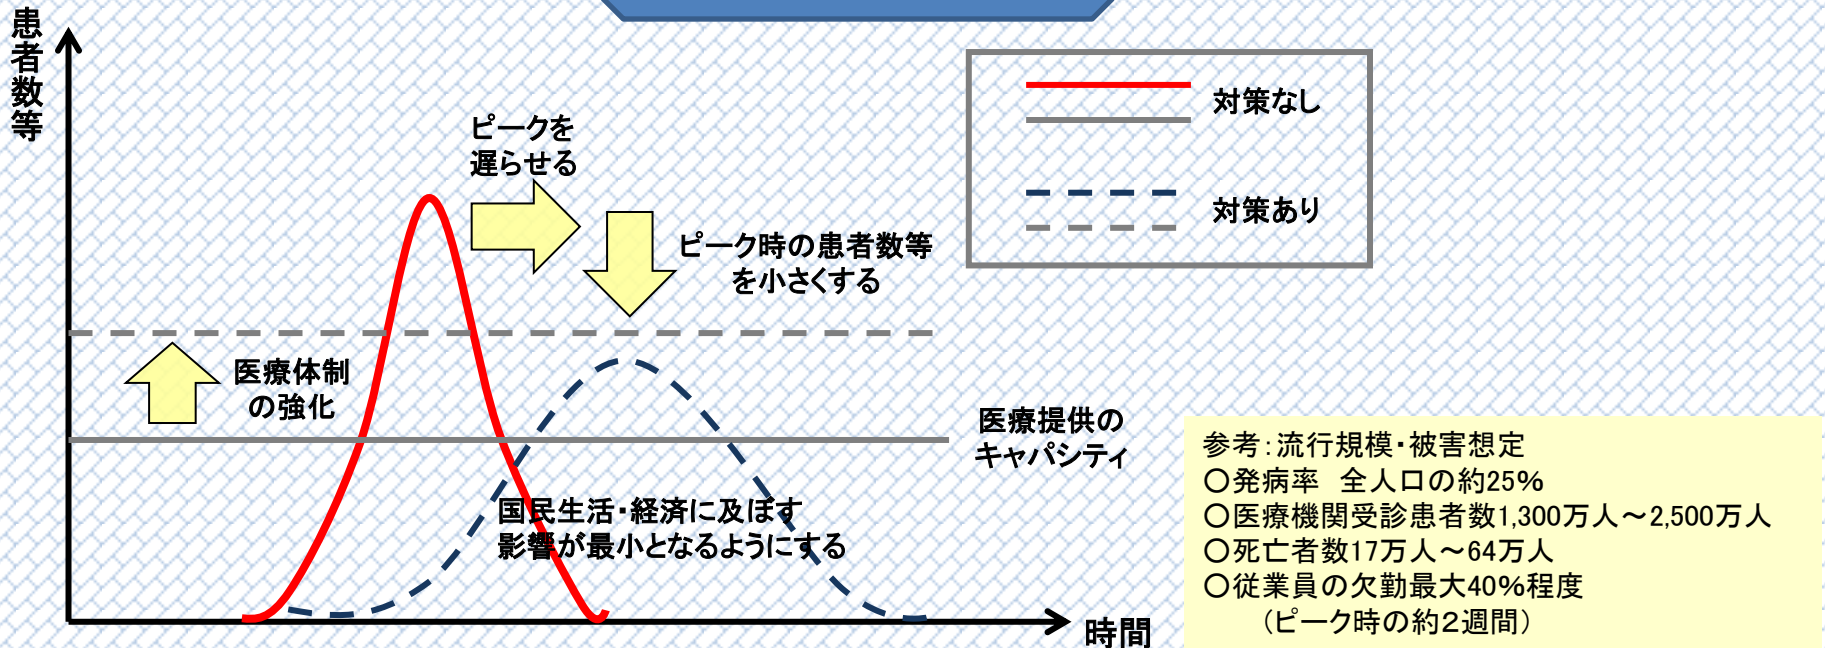 患者数等
対策なし
対策あり
ピークを
遅らせる
ピーク時の患者数等
を小さくする
医療体制
の強化
医療提供の
キャパシティ
国民生活・経済に及ぼす
影響が最小となるようにする
時間
参考：流行規模・被害想定
〇発病率　全人口の約25%
〇医療機関受診患者数1,300万人～2,500万人
〇死亡者数17万人～64万人
〇従業員の欠勤最大40%程度
（ピーク時の約２週間）